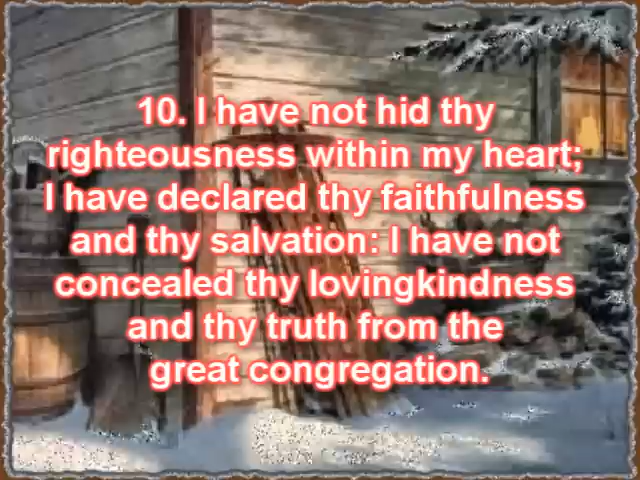 10. I have not hid thy
righteousness within my heart;
I have declared thy faithfulness
and thy salvation: I have not
concealed thy lovingkindness
and thy truth from the
great congregation.